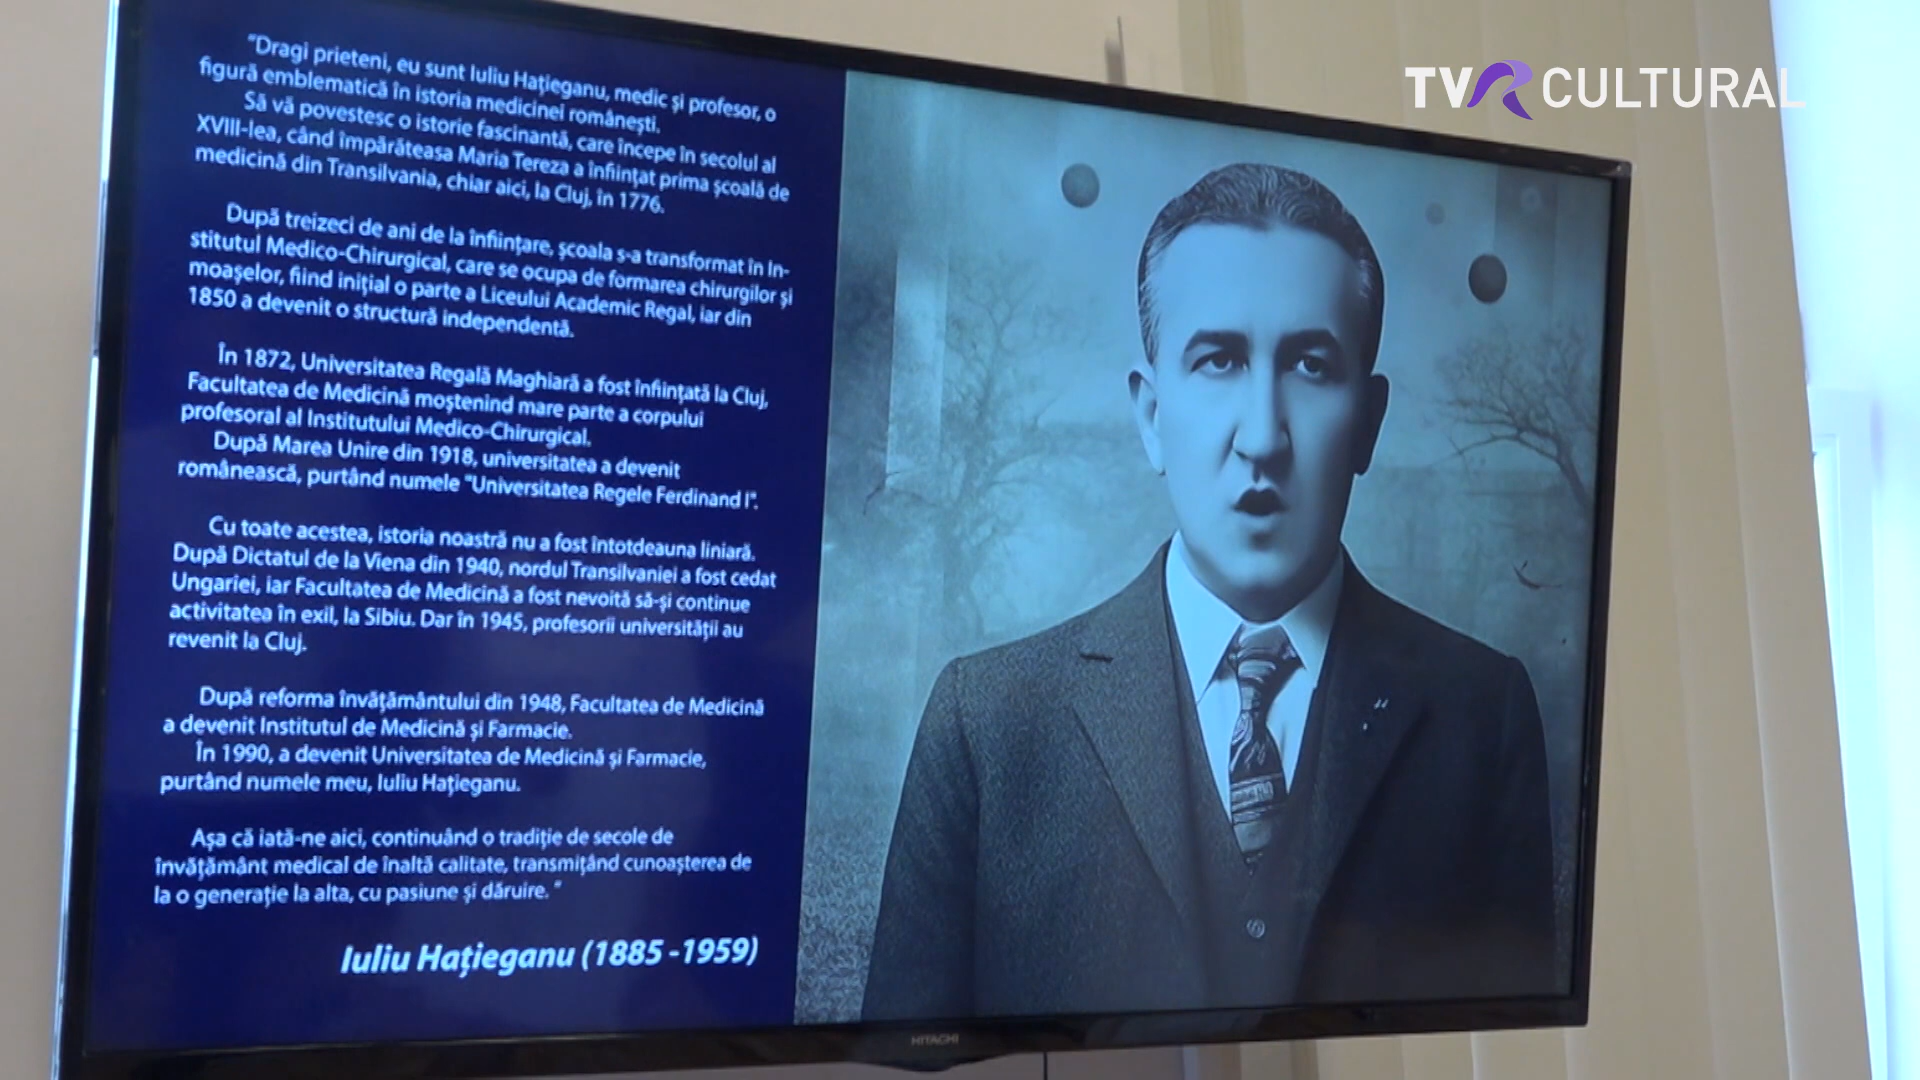 "Dragi prieteni, eu sunt Iuliu Hațieganu, medic și profesor, o
figură emblematică în istoria medicinei românești.
Să vă povestesc o istorie fascinantă, care începe în secolul al
XVIII-lea, când împărăteasa Maria Tereza a înființat prima școală de
medicină din Transilvania, chiar aici, la Cluj, în 1776.
După treizeci de ani de la înființare, școala s-a transformat în In-
stitutul Medico-Chirurgical, care se ocupa de formarea chirurgilor și
moașelor, fiind inițial o parte a Liceului Academic Regal, iar din
1850 a devenit o structură independentă.
În 1872, Universitatea Regală Maghiară a fost înființată la Cluj,
Facultatea de Medicină moștenind mare parte a corpului
profesoral al Institutului Medico-Chirurgical.
După Marea Unire din 1918, universitatea a devenit
românească, purtând numele "Universitatea Regele Ferdinand I".
Cu toate acestea, istoria noastră nu a fost întotdeauna liniară.
După Dictatul de la Viena din 1940, nordul Transilvaniei a fost cedat
Ungariei, iar Facultatea de Medicină a fost nevoită să-și continue
activitatea în exil, la Sibiu. Dar în 1945, profesorii universității au
revenit la Cluj.
După reforma învățământului din 1948, Facultatea de Medicină
a devenit Institutul de Medicină și Farmacie.
În 1990, a devenit Universitatea de Medicină și Farmacie,
purtând numele meu, Iuliu Hațieganu.
Așa că iată-ne aici, continuând o tradiție de secole de
învățământ medical de înaltă calitate, transmițând cunoașterea de
la o generație la alta, cu pasiune și dăruire. "
Iuliu Hațieganu (1885 -1959)
TVR CULTURAL
HITACHI